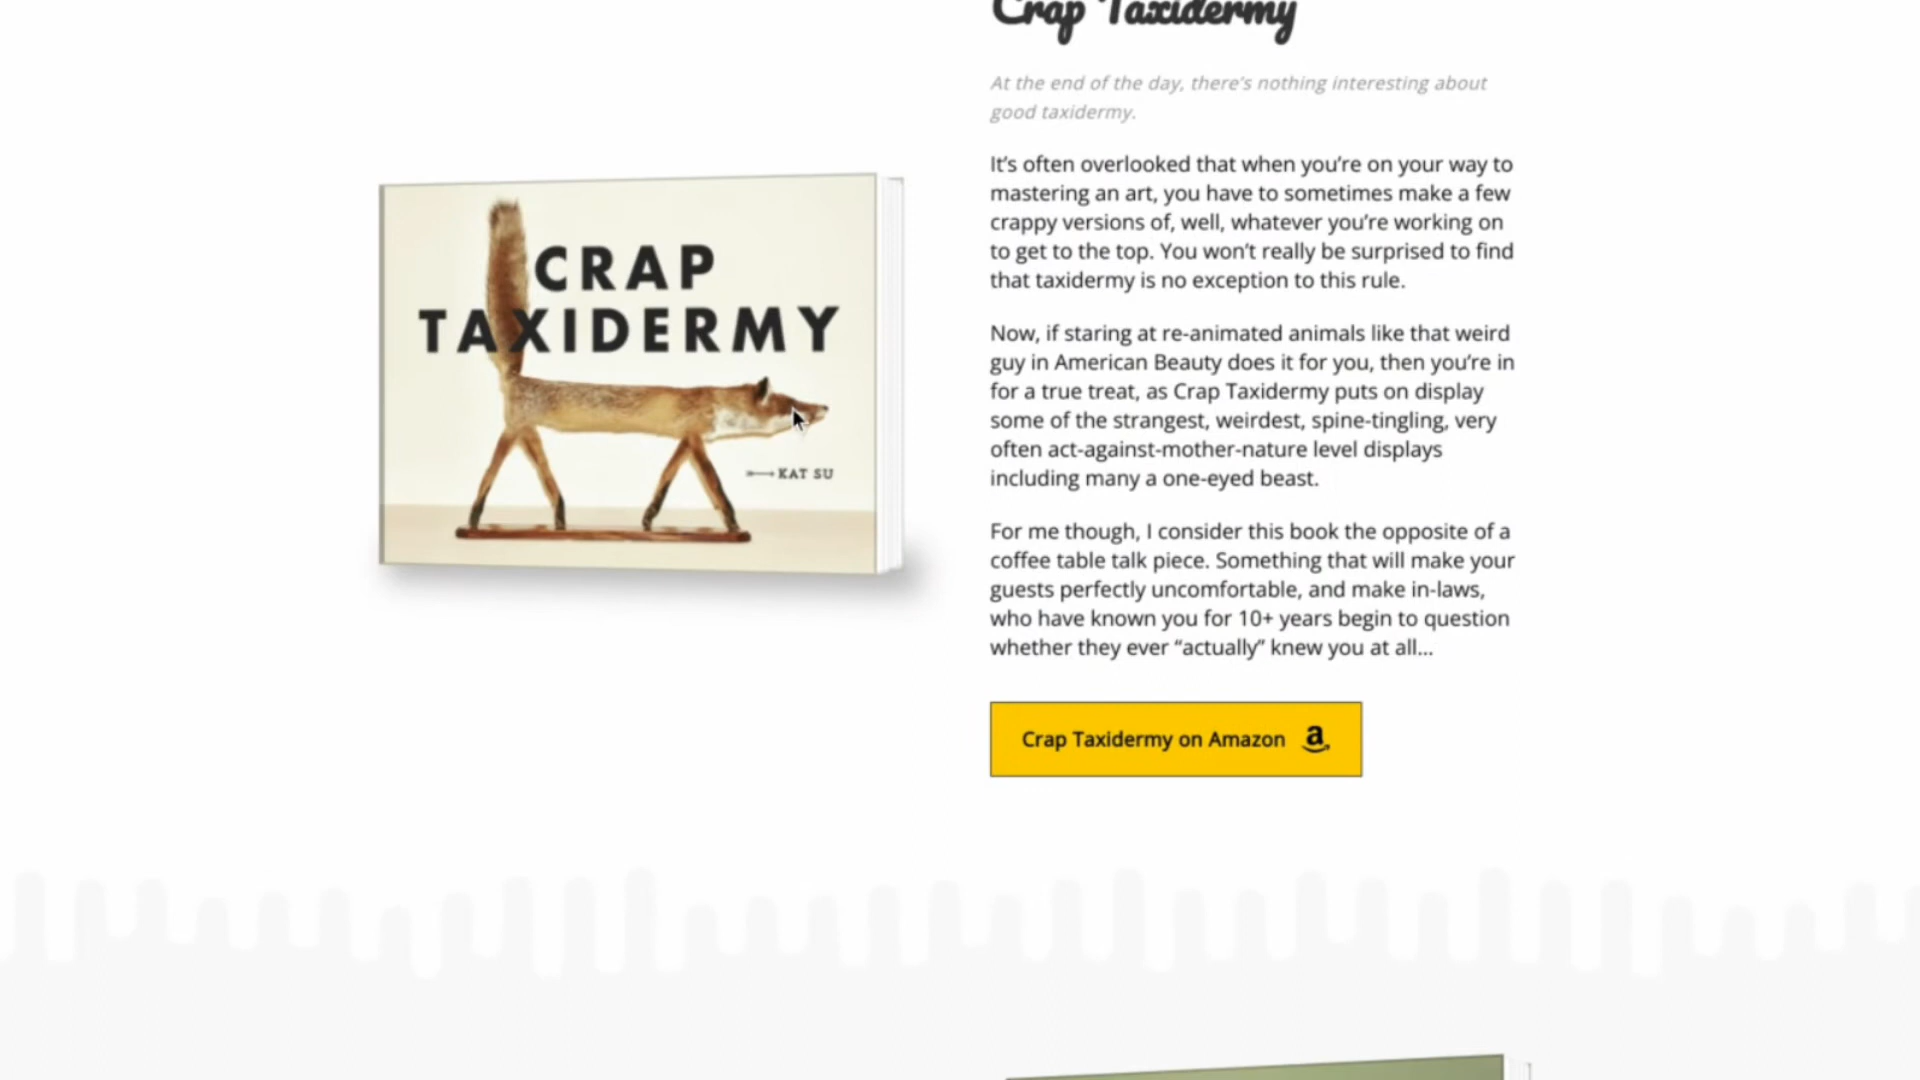 Crap Taxidermy
At the end of the day, there’s nothing interesting about
good taxidermy.
It’s often overlooked that when you’re on your way to
mastering an art, you have to sometimes make a few
crappy versions of, well, whatever you’re working on
to get to the top. You won’t really be surprised to find
that taxidermy is no exception to this rule.
Now, if staring at re-animated animals like that weird
guy in American Beauty does it for you, then you’re in
for a true treat, as Crap Taxidermy puts on display
some of the strangest, weirdest, spine-tingling, very
often act-against-mother-nature level displays
including many a one-eyed beast.
For me though, I consider this book the opposite of a
coffee table talk piece. Something that will make your
guests perfectly uncomfortable, and make in-laws,
who have known you for 10+ years begin to question
whether they ever “actually” knew you at all...
Crap Taxidermy on Amazon a
CRAP
TAXIDERMY
KAT SU